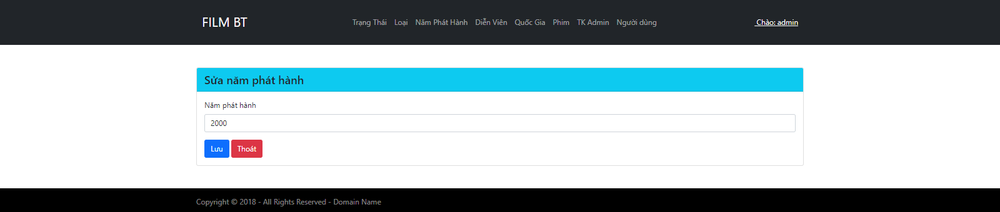 FILM BT Trạng Thái Loại Năm Phát Hành Diễn Viên Quốc Gia Phim TK Admin Người dùng Chào: admin
Sửa năm phát hành
Năm phát hành
2000
Lưu Thoát
Copyright © 2018 - All Rights Reserved - Domain Name